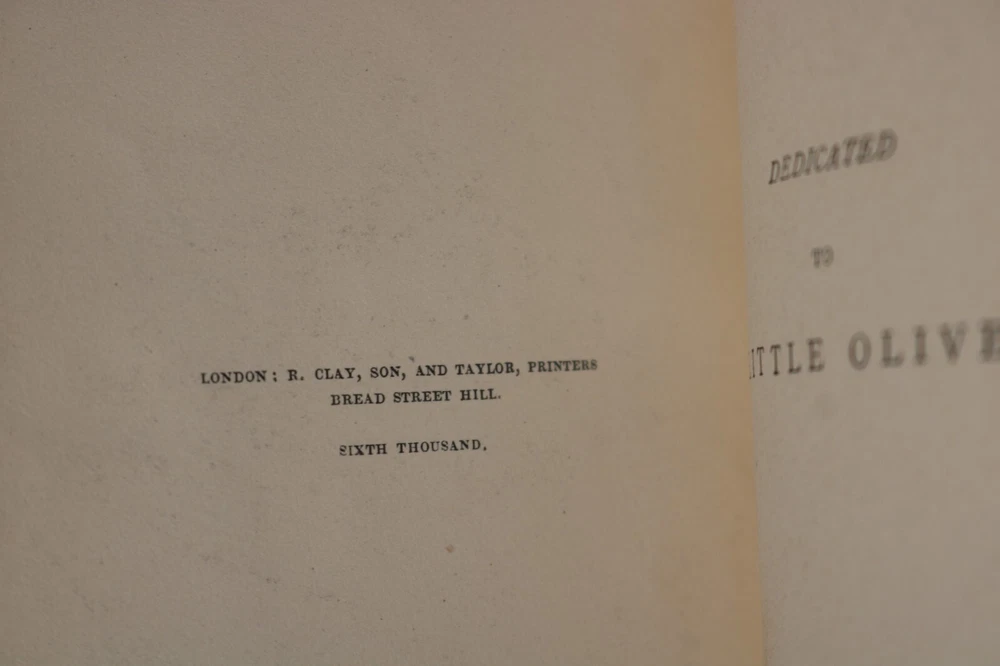 LONDON: R. CLAY, SON, AND TAYLOR, PRINTERS
BREAD STREET HILL.
SIXTH THOUSAND.
DEDICATED
TO
ITTLE OLIVE